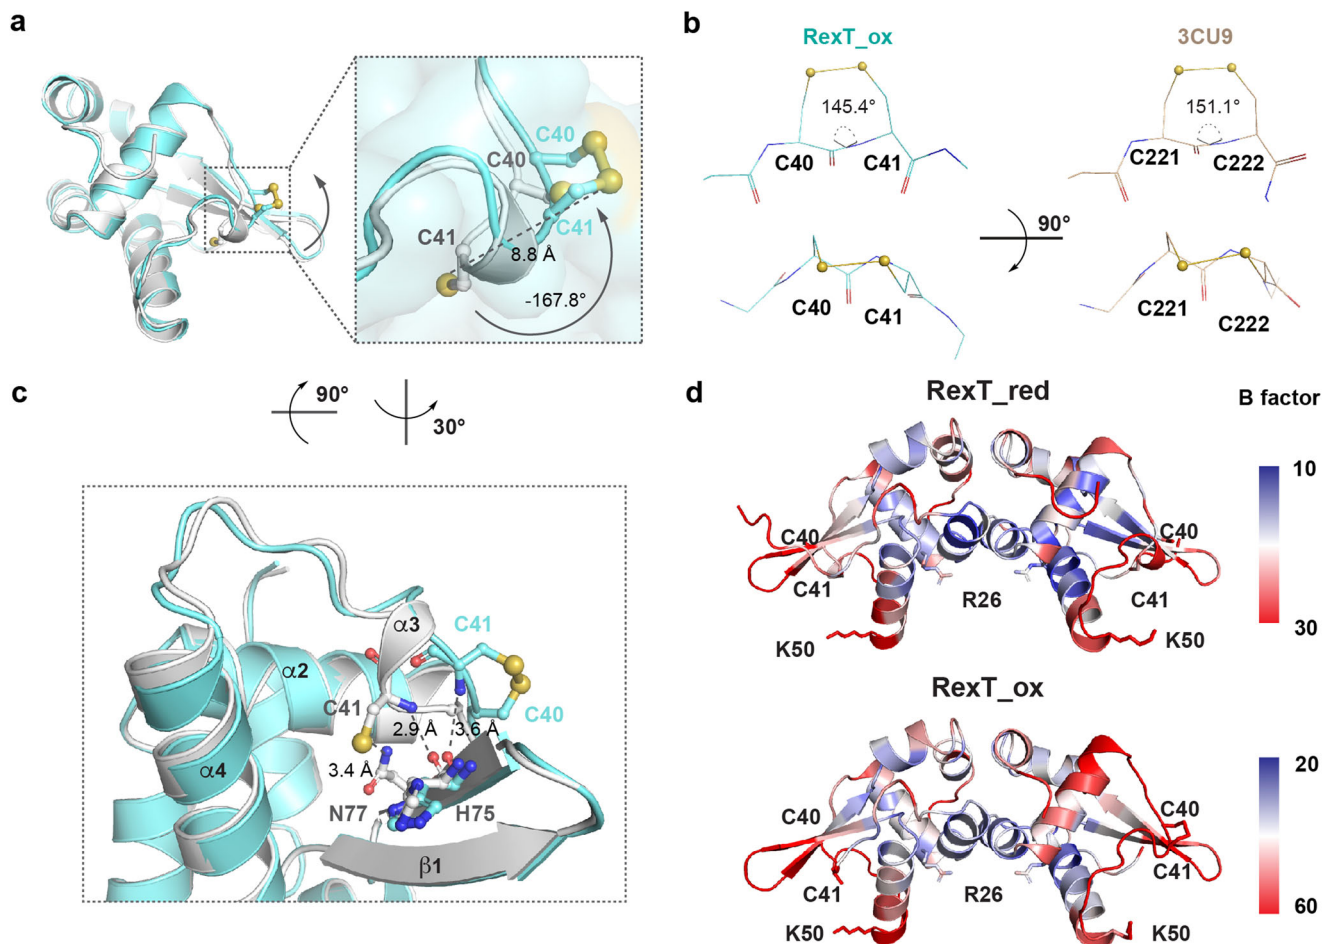 a
C40
C40
C41
C41
8.8 Å
-167.8°
b
RexT_ox
3CU9
145.4°
151.1°
C40
C41
C221
C222
90°
C40
C41
C221
C222
c
90°
30°
α3
C41
α2
C41
C40
2.9 Å
3.6 Å
α4
3.4 Å
N77
H75
β1
d
RexT_red
B factor
10
C40
C40
C41
R26
C41
K50
K50
30
RexT_ox
20
C40
C40
C41
R26
C41
K50
K50
60